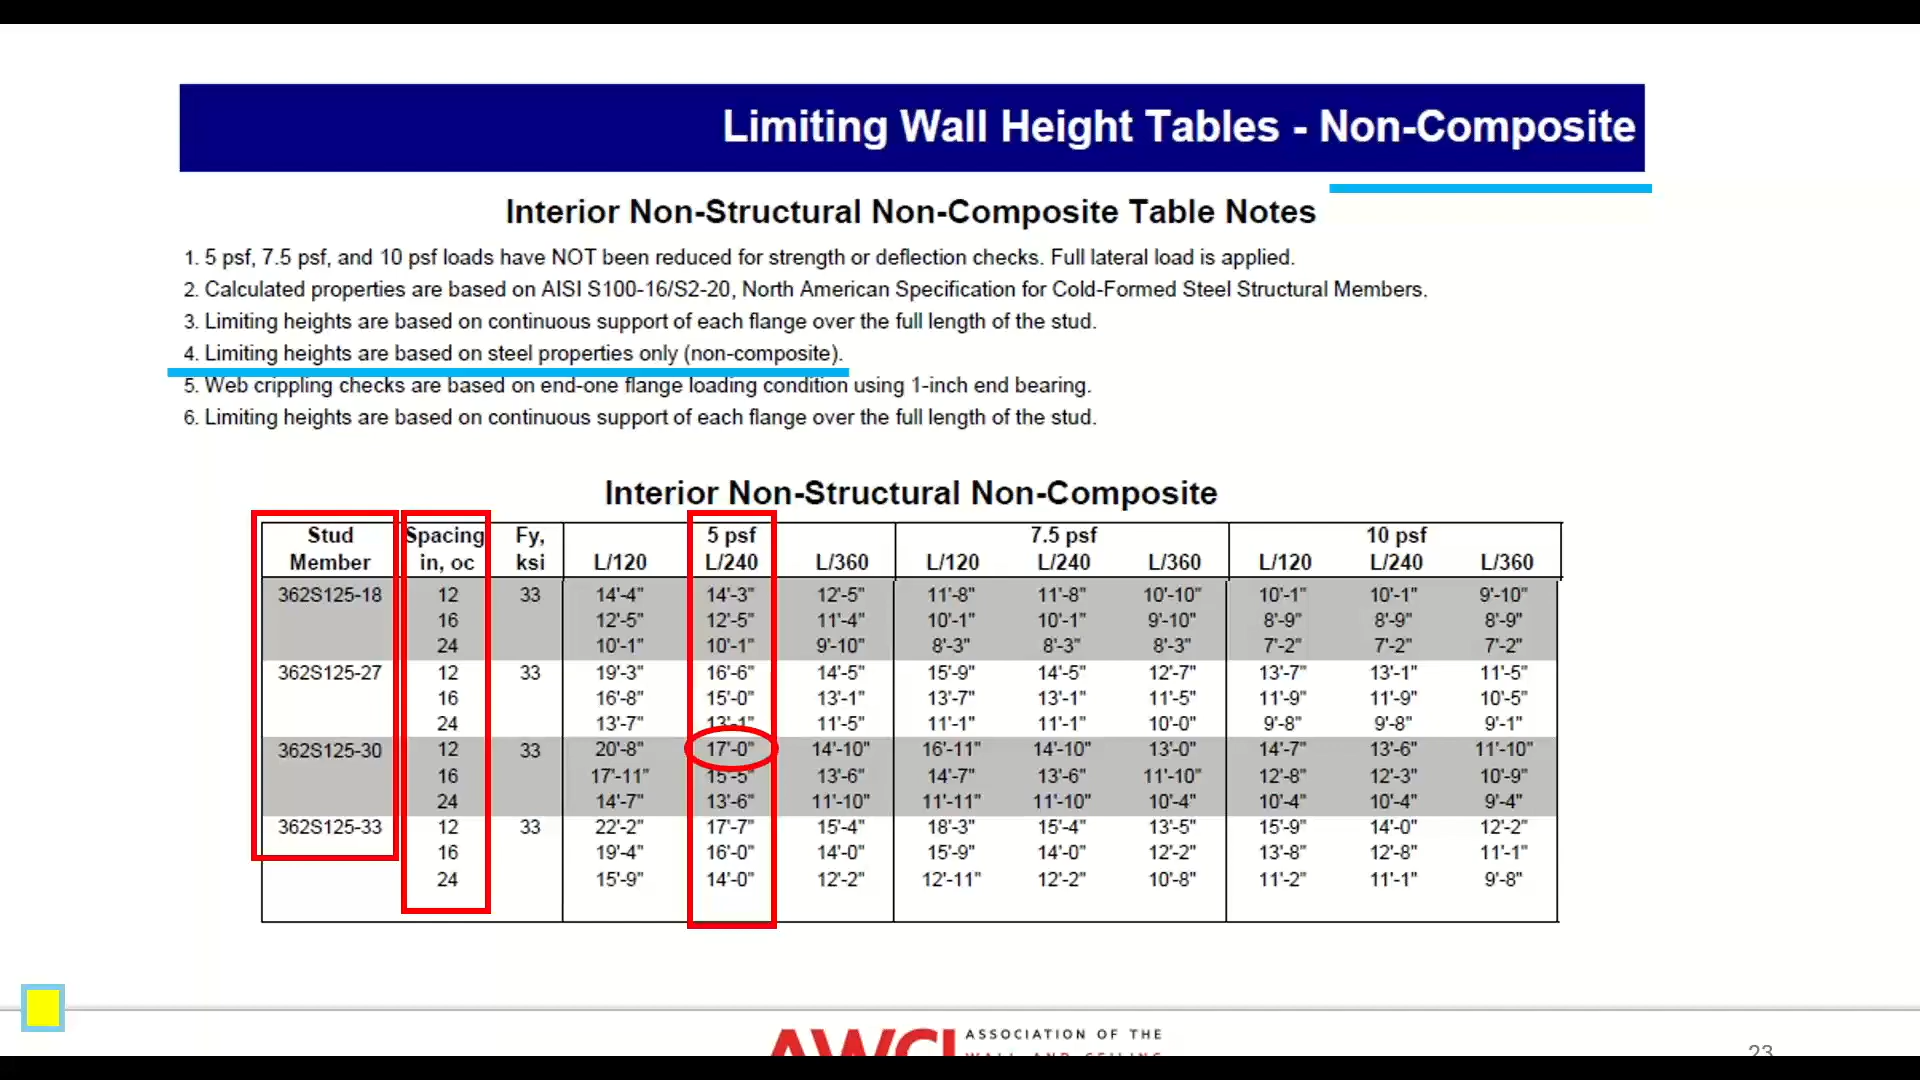 Limiting Wall Height Tables - Non-Composite
Interior Non-Structural Non-Composite Table Notes
1. 5 psf, 7.5 psf, and 10 psf loads have NOT been reduced for strength or deflection checks. Full lateral load is applied.
2. Calculated properties are based on AISI S100-16/S2-20, North American Specification for Cold-Formed Steel Structural Members.
3. Limiting heights are based on continuous support of each flange over the full length of the stud.
4. Limiting heights are based on steel properties only (non-composite).
5. Web crippling checks are based on end-one flange loading condition using 1-inch end bearing.
6. Limiting heights are based on continuous support of each flange over the full length of the stud.
Interior Non-Structural Non-Composite
Stud Spacing Fy, 5 psf 7.5 psf 10 psf
Member in, oc ksi L/120 L/240 L/360 L/120 L/240 L/360 L/120 L/240 L/360
362S125-18 12 33 14'-4" 14'-3" 12'-5" 11'-8" 11'-8" 10'-10" 10'-1" 10'-1" 9'-10"
16 12'-5" 12'-5" 11'-4" 10'-1" 10'-1" 9'-10" 8'-9" 8'-9" 8'-9"
24 10'-1" 10'-1" 9'-10" 8'-3" 8'-3" 8'-3" 7'-2" 7'-2" 7'-2"
362S125-27 12 33 19'-3" 16'-6" 14'-5" 15'-9" 14'-5" 12'-7" 13'-7" 13'-1" 11'-5"
16 16'-8" 15'-0" 13'-1" 13'-7" 13'-1" 11'-5" 11'-9" 11'-9" 10'-5"
24 13'-7" 13'-1" 11'-5" 11'-1" 11'-1" 10'-0" 9'-8" 9'-8" 9'-1"
362S125-30 12 33 20'-8" 17'-0" 14'-10" 16'-11" 14'-10" 13'-0" 14'-7" 13'-6" 11'-10"
16 17'-11" 15'-5" 13'-6" 14'-7" 13'-6" 11'-10" 12'-8" 12'-3" 10'-9"
24 14'-7" 13'-6" 11'-10" 11'-11" 11'-10" 10'-4" 10'-4" 10'-4" 9'-4"
362S125-33 12 33 22'-2" 17'-7" 15'-4" 18'-3" 15'-4" 13'-5" 15'-9" 14'-0" 12'-2"
16 19'-4" 16'-0" 14'-0" 15'-9" 14'-0" 12'-2" 13'-8" 12'-8" 11'-1"
24 15'-9" 14'-0" 12'-2" 12'-11" 12'-2" 10'-8" 11'-2" 11'-1" 9'-8"
AWCI ASSOCIATION OF THE
WALL AND CEILING
23